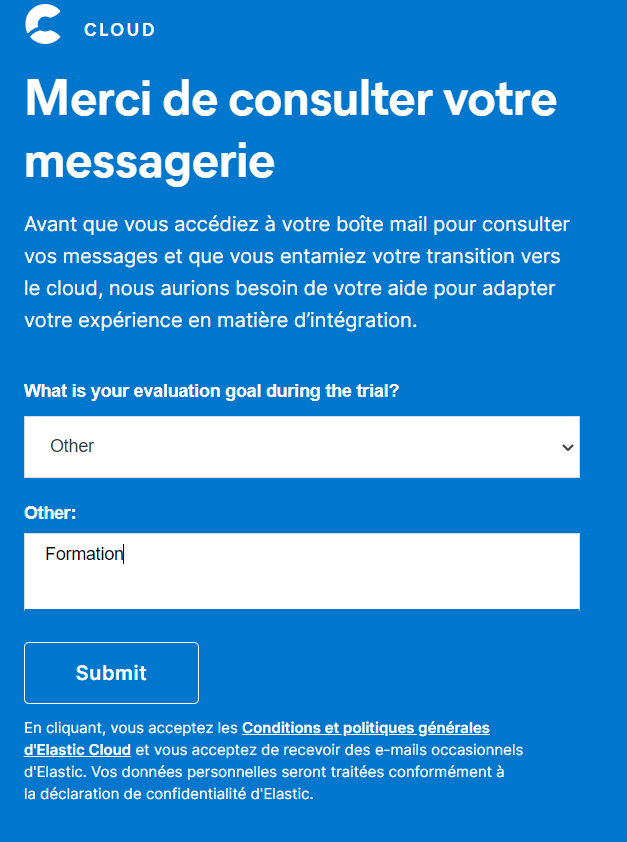 CLOUD
Merci de consulter votre
messagerie
Avant que vous accédiez à votre boîte mail pour consulter
vos messages et que vous entamiez votre transition vers
le cloud, nous aurions besoin de votre aide pour adapter
votre expérience en matière d’intégration.
What is your evaluation goal during the trial?
Other
Other:
Formation
Submit
En cliquant, vous acceptez les Conditions et politiques générales
d'Elastic Cloud et vous acceptez de recevoir des e-mails occasionnels
d'Elastic. Vos données personnelles seront traitées conformément à
la déclaration de confidentialité d'Elastic.